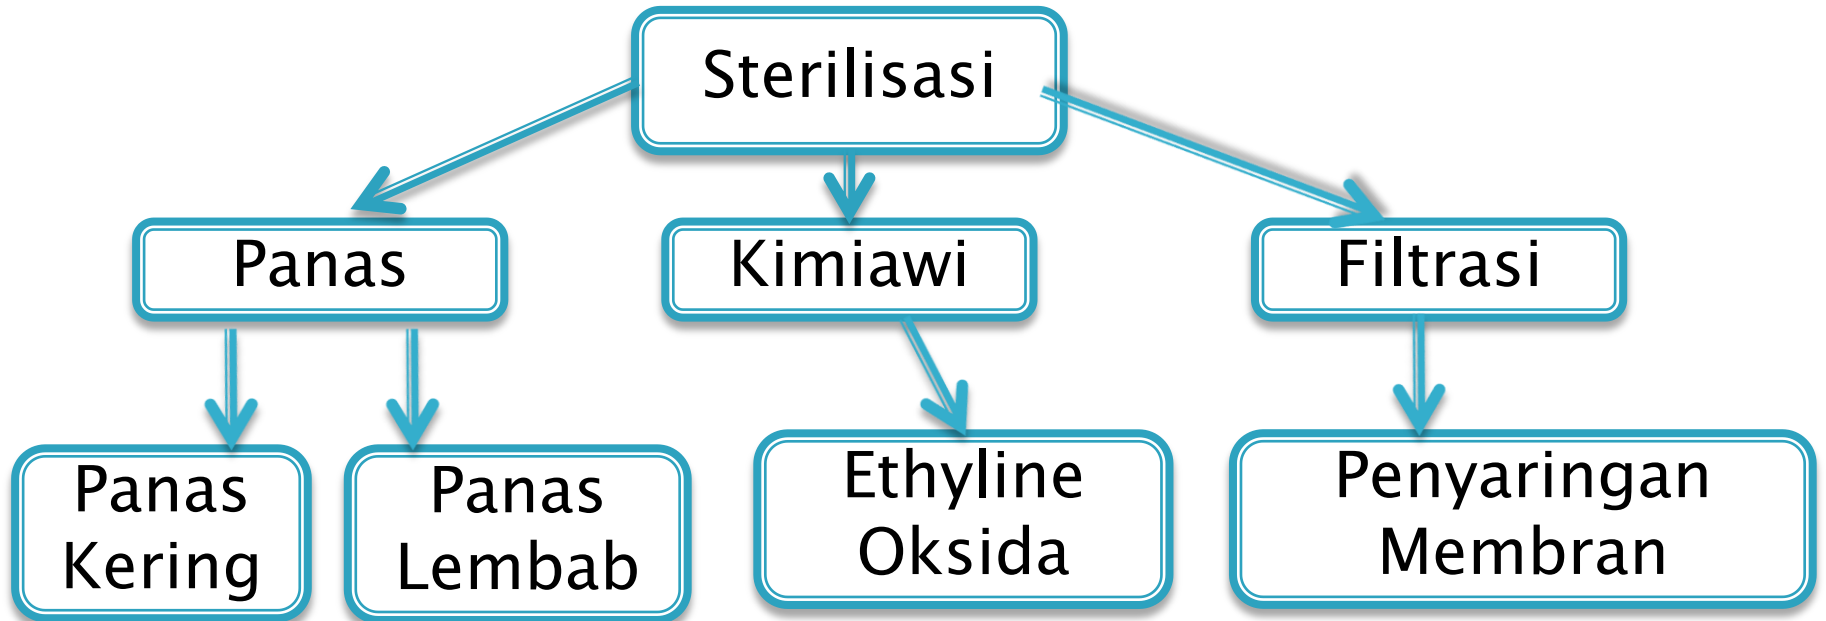 Sterilisasi
Panas
Kimiawi
Filtrasi
Panas
Kering
Panas
Lembab
Ethyline
Oksida
Penyaringan
Membran